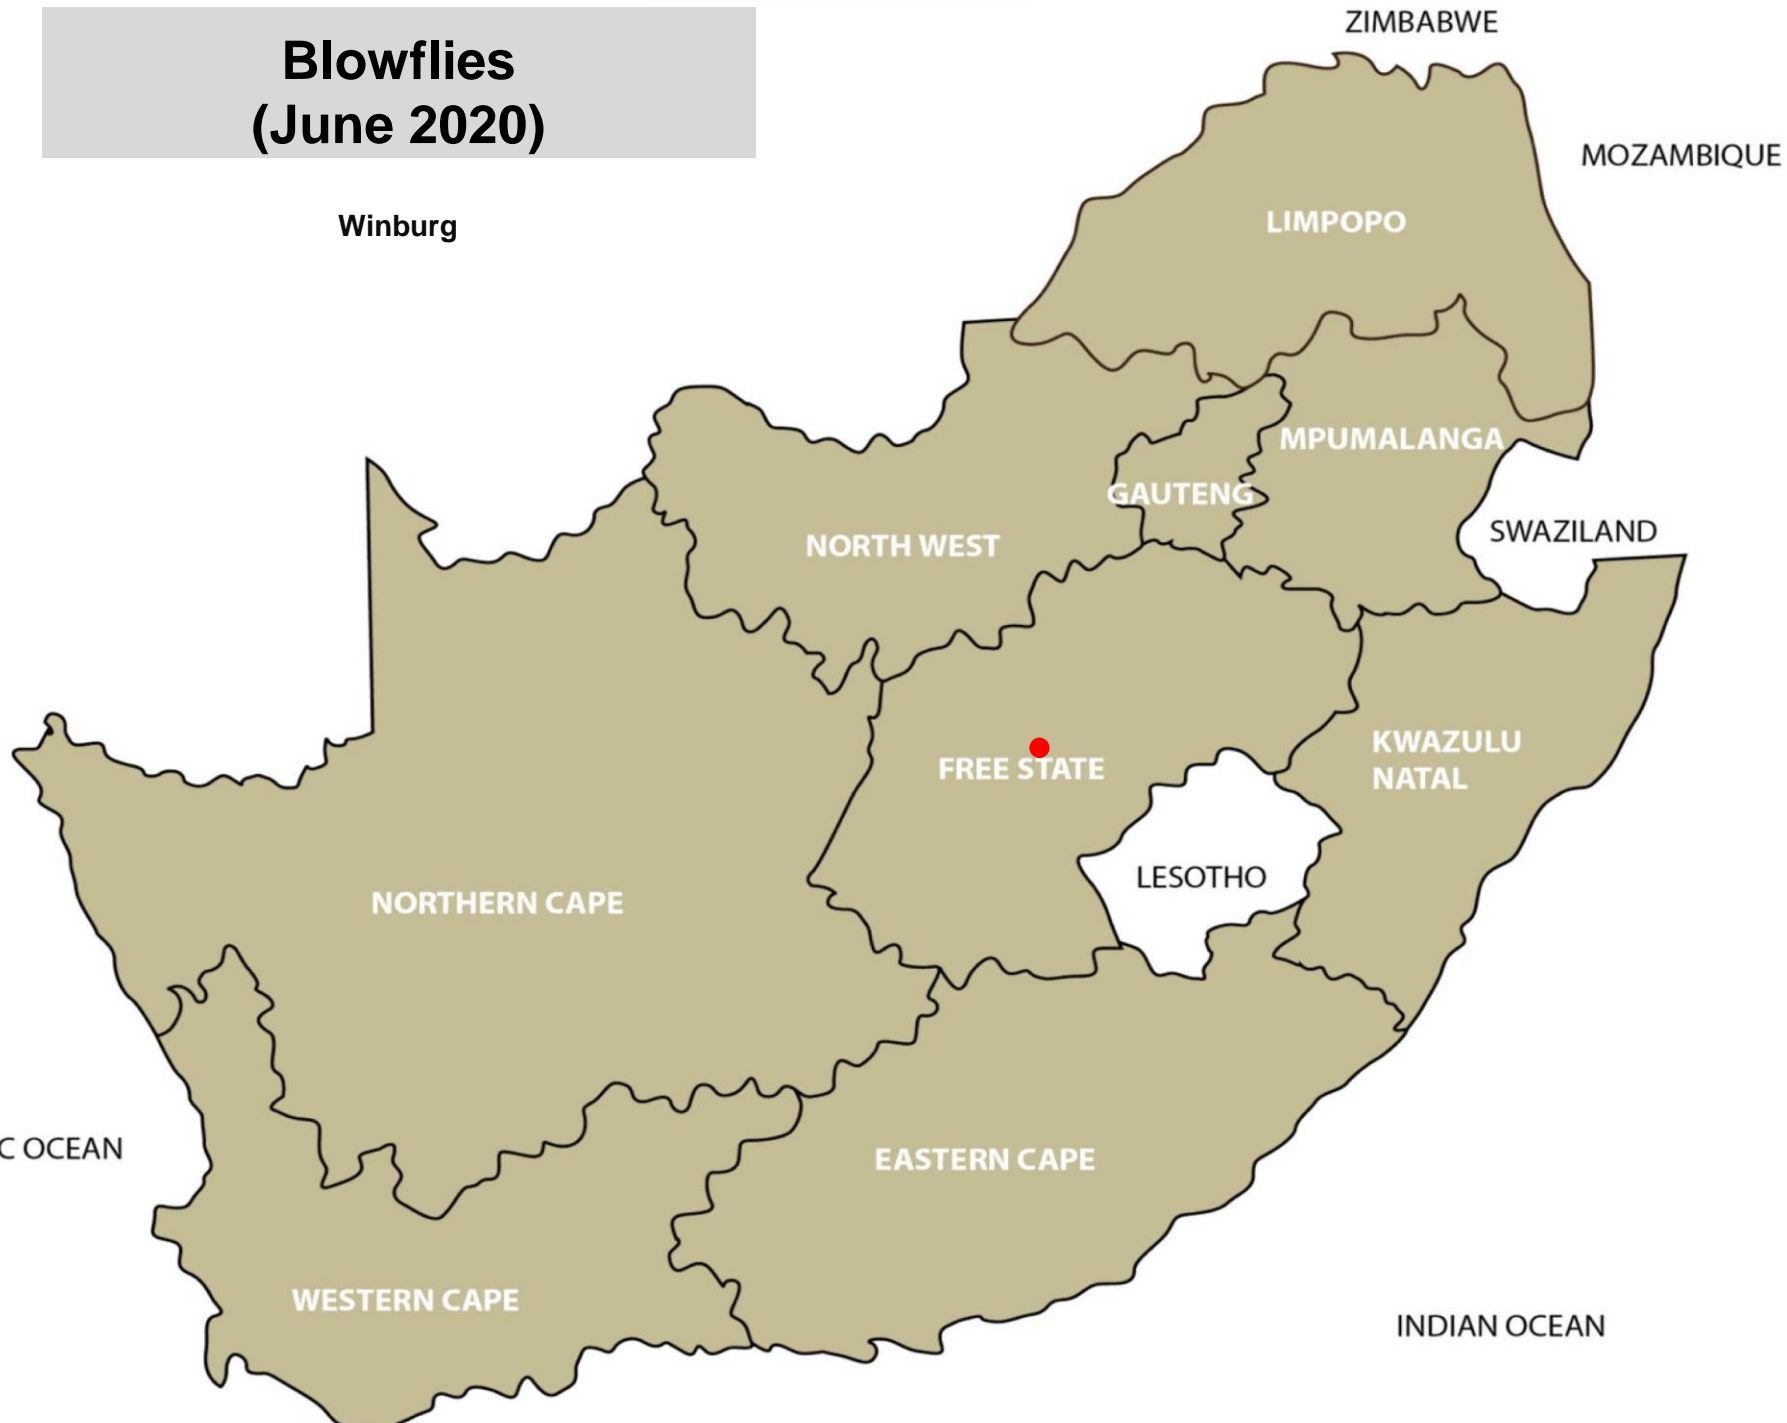 Blowflies
(June 2020)
Winburg
ZIMBABWE
MOZAMBIQUE
LIMPOPO
MPUMALANGA
GAUTENG
SWAZILAND
NORTH WEST
KWAZULU
NATAL
FREE STATE
LESOTHO
NORTHERN CAPE
C OCEAN
EASTERN CAPE
WESTERN CAPE
INDIAN OCEAN